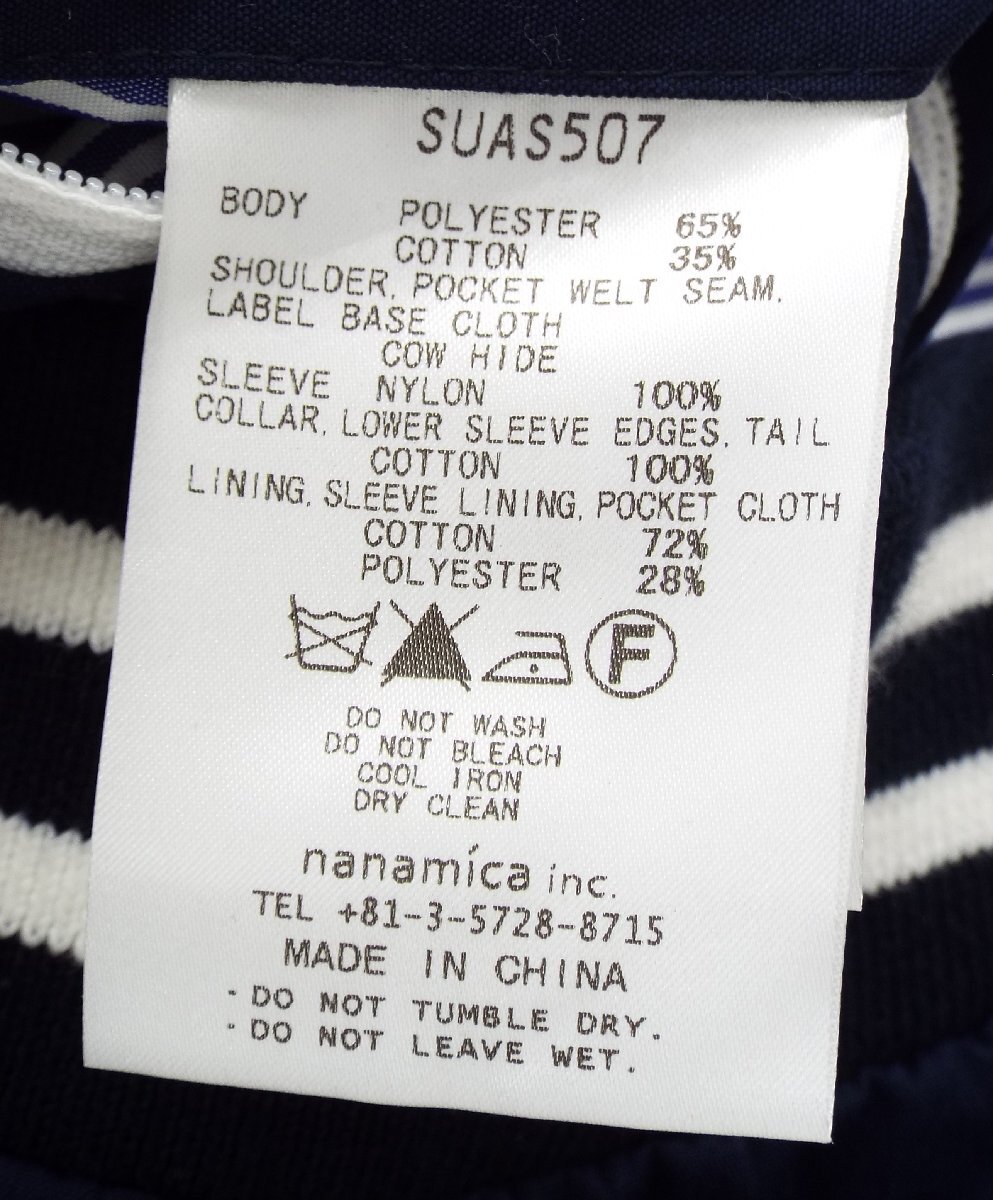 SUAS507
BODY POLYESTER 65%
COTTON 35%
SHOULDER, POCKET WELT SEAM,
LABEL BASE CLOTH
COW HIDE
SLEEVE NYLON 100%
COLLAR, LOWER SLEEVE EDGES, TAIL
COTTON 100%
LINING, SLEEVE LINING, POCKET CLOTH
COTTON 72%
POLYESTER 28%
F
DO NOT WASH
DO NOT BLEACH
COOL IRON
DRY CLEAN
nanamíca inc.
TEL +81-3-5728-8715
MADE IN CHINA
- DO NOT TUMBLE DRY.
- DO NOT LEAVE WET.